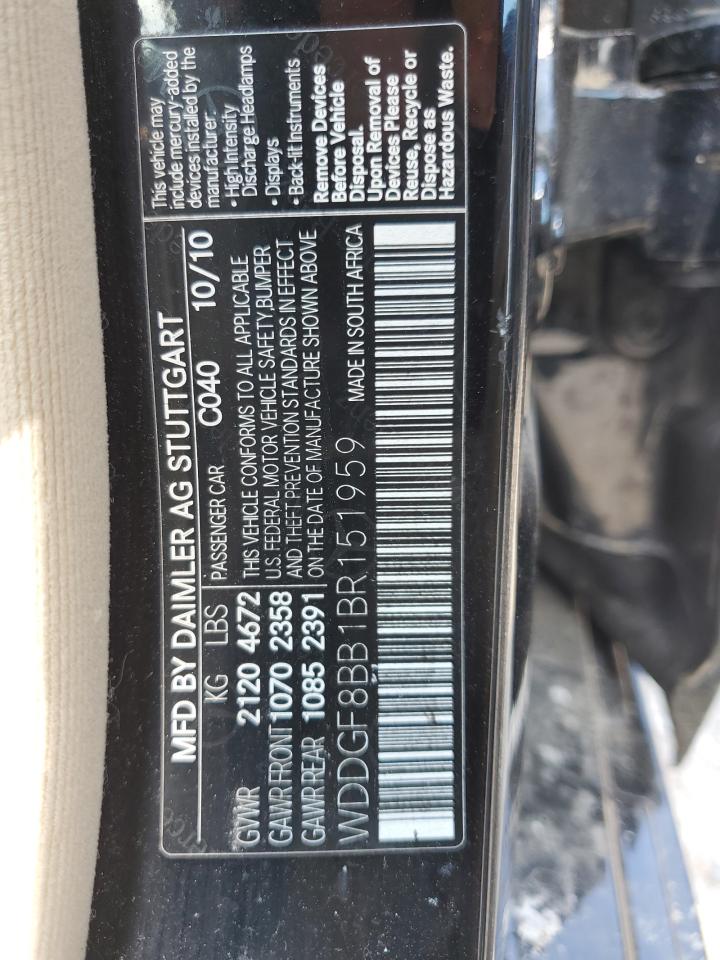 MFD BY DAIMLER AG STUTTGART
KG LBS PASSENGER CAR C040 10/10
GVWR 2120 4672
GAWR FRONT 1070 2358
GAWR REAR 1085 2391
THIS VEHICLE CONFORMS TO ALL APPLICABLE
U.S. FEDERAL MOTOR VEHICLE SAFETY,BUMPER
AND THEFT PREVENTION STANDARDS IN EFFECT
ON THE DATE OF MANUFACTURE SHOWN ABOVE
WDDGF8BB1BR151959 MADE IN SOUTH AFRICA
This vehicle may
include mercury-added
devices installed by the
manufacturer:
• High Intensity
Discharge Headlamps
• Displays
• Back-lit Instruments
Remove Devices
Before Vehicle
Disposal.
Upon Removal of
Devices Please
Reuse, Recycle or
Dispose as
Hazardous Waste.